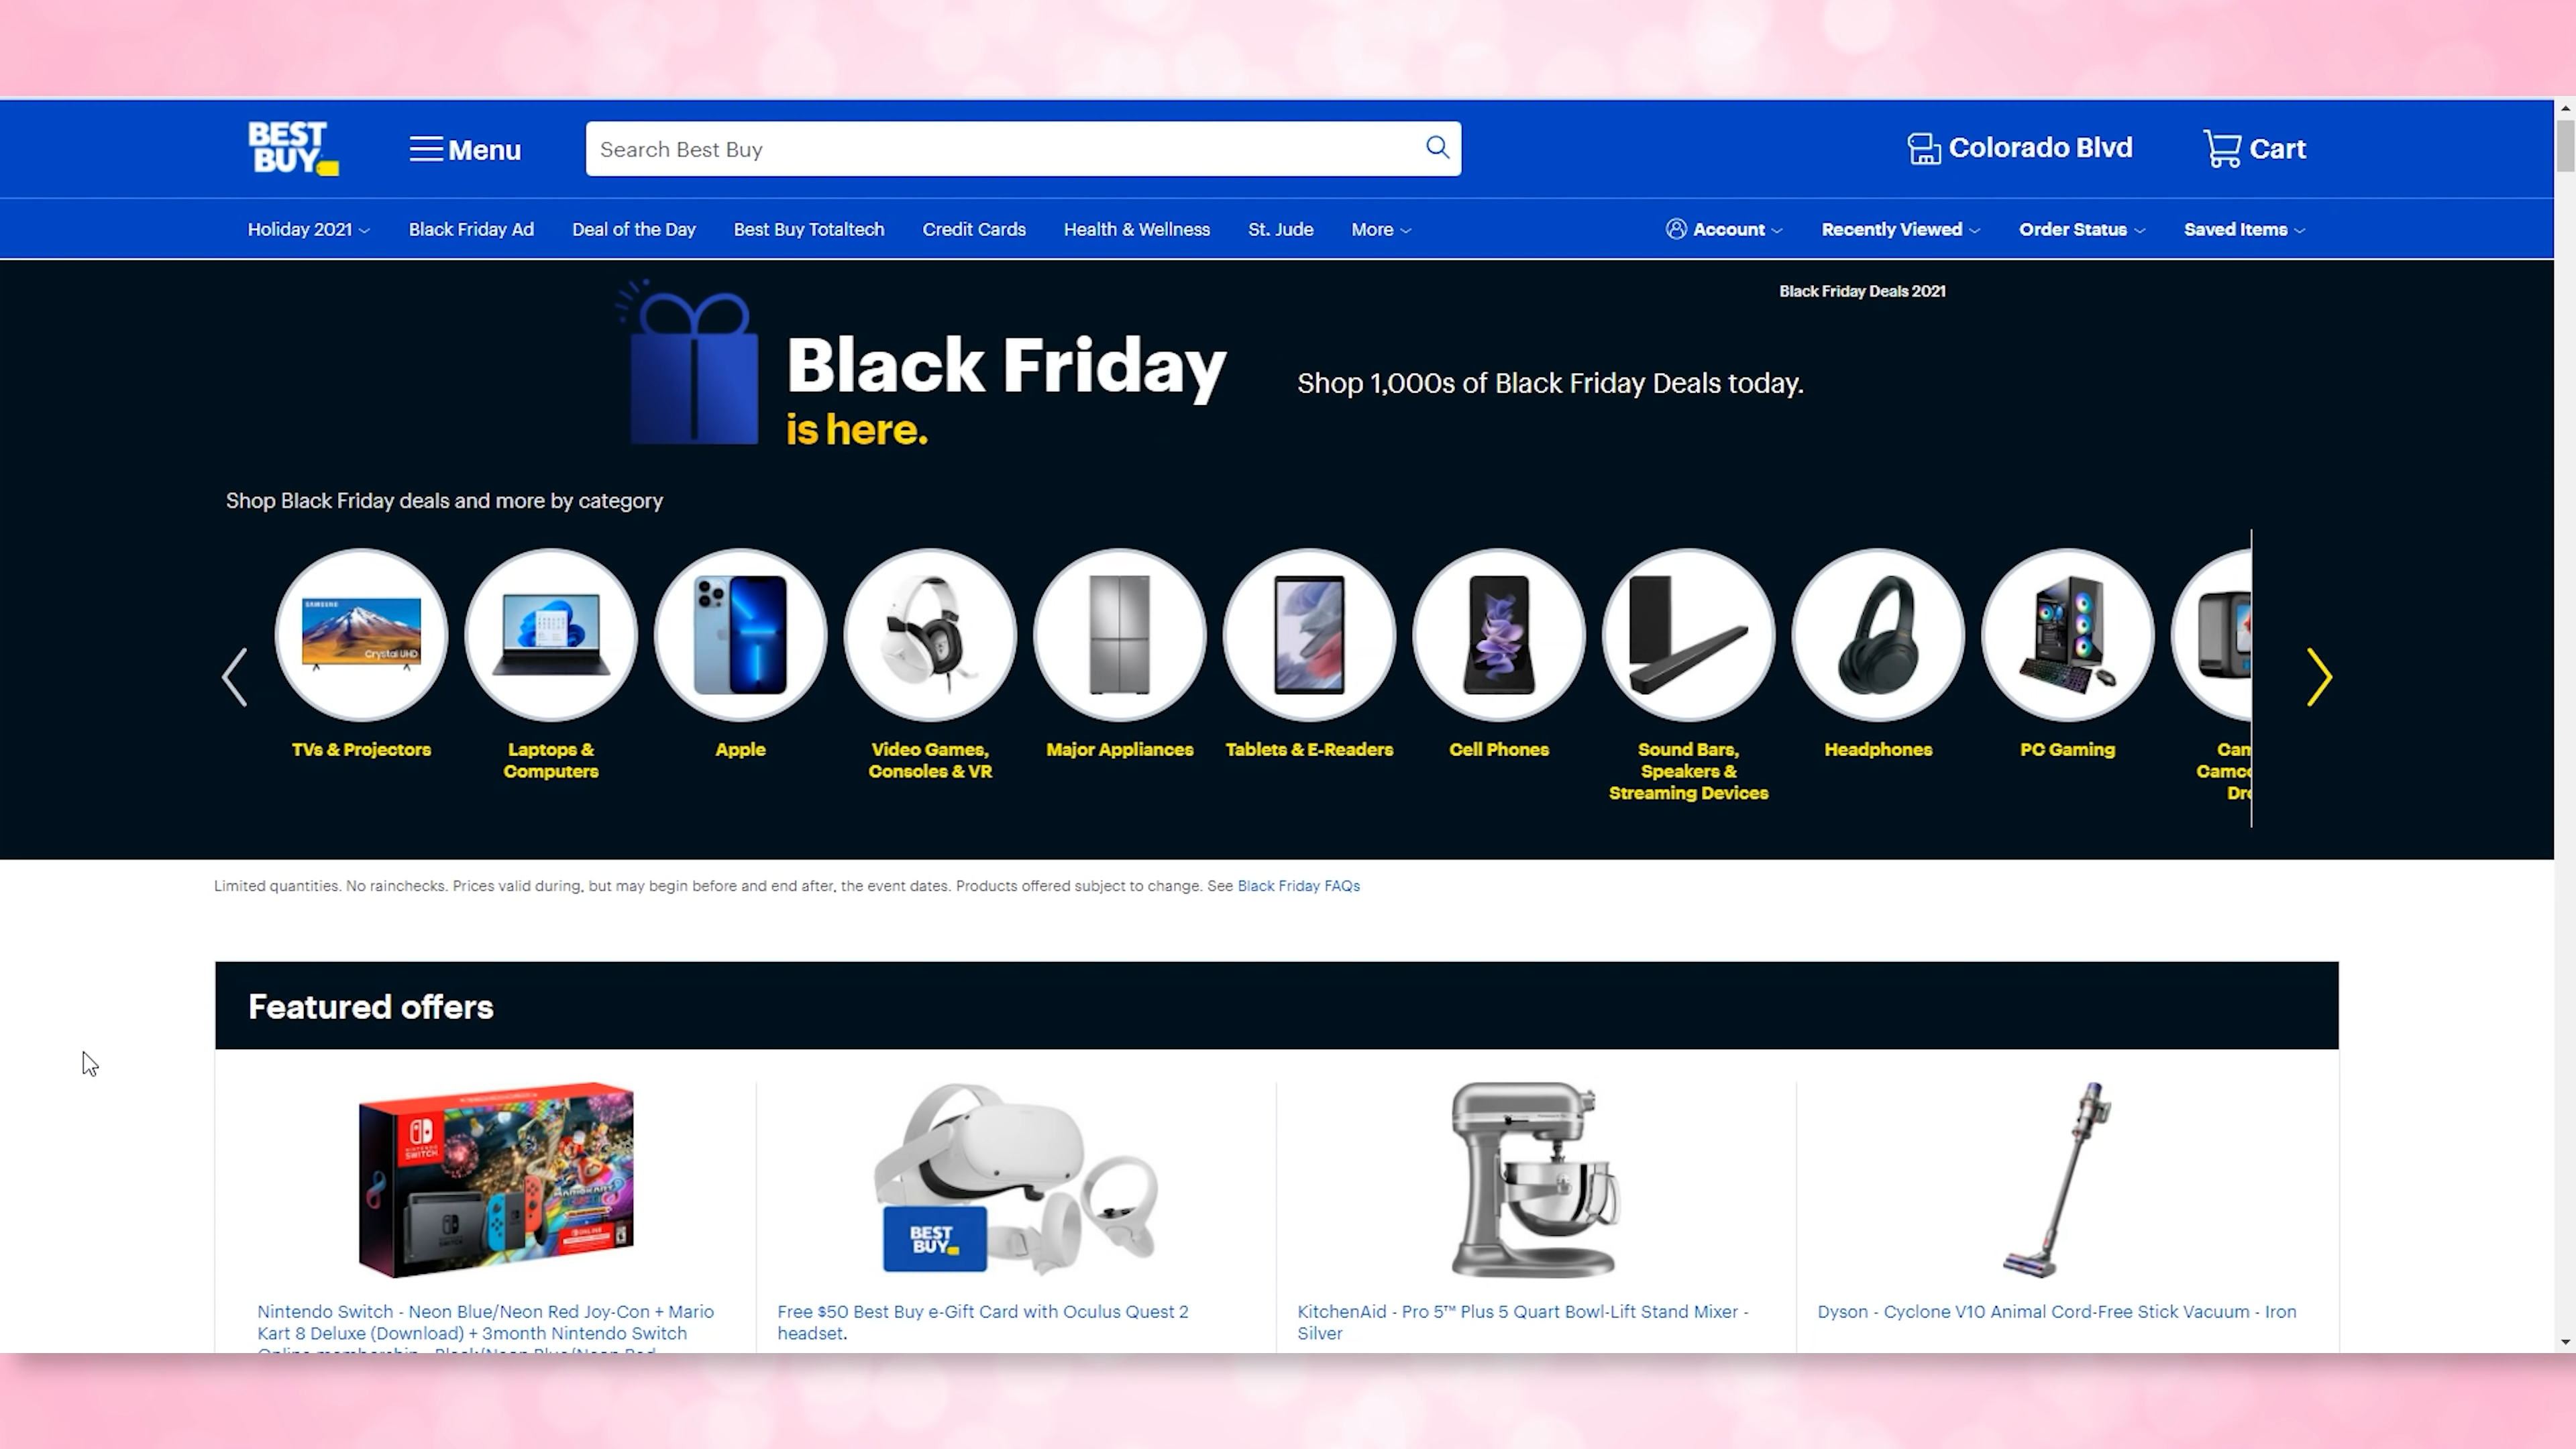 BEST
BUY
Menu
Search Best Buy
Colorado Blvd
Cart
Holiday 2021
Black Friday Ad
Deal of the Day
Best Buy Totaltech
Credit Cards
Health & Wellness
St. Jude
More
Account
Recently Viewed
Order Status
Saved Items
Black Friday Deals 2021
Black Friday
is here.
Shop 1,000s of Black Friday Deals today.
Shop Black Friday deals and more by category
SAMSUNG
Crystal UHD
TVs & Projectors
Laptops &
Computers
Apple
Video Games,
Consoles & VR
Major Appliances
Tablets & E-Readers
Cell Phones
Sound Bars,
Speakers &
Streaming Devices
Headphones
PC Gaming
Limited quantities. No rainchecks. Prices valid during, but may begin before and end after, the event dates. Products offered subject to change. See Black Friday FAQs
Featured offers
NINTENDO
SWITCH
BEST
BUY
Nintendo Switch - Neon Blue/Neon Red Joy-Con + Mario
Kart 8 Deluxe (Download) + 3month Nintendo Switch
Free $50 Best Buy e-Gift Card with Oculus Quest 2
headset.
KitchenAid - Pro 5™ Plus 5 Quart Bowl-Lift Stand Mixer -
Silver
Dyson - Cyclone V10 Animal Cord-Free Stick Vacuum - Iron